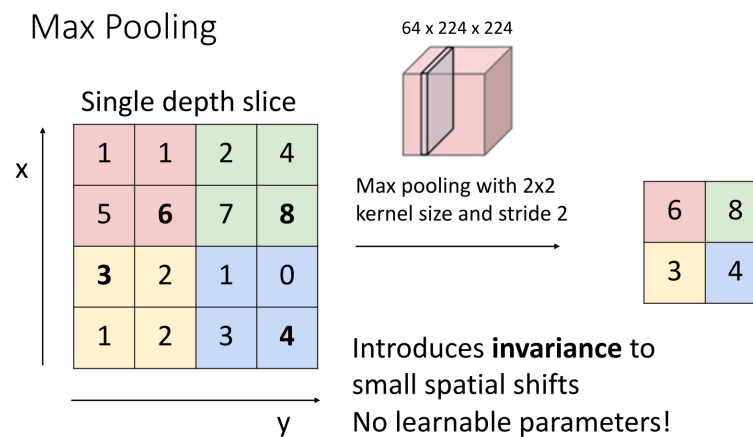 Max Pooling
64 x 224 x 224
Single depth slice
x
1 1 2 4
5 6 7 8
3 2 1 0
1 2 3 4
y
Max pooling with 2x2
kernel size and stride 2
6 8
3 4
Introduces invariance to
small spatial shifts
No learnable parameters!